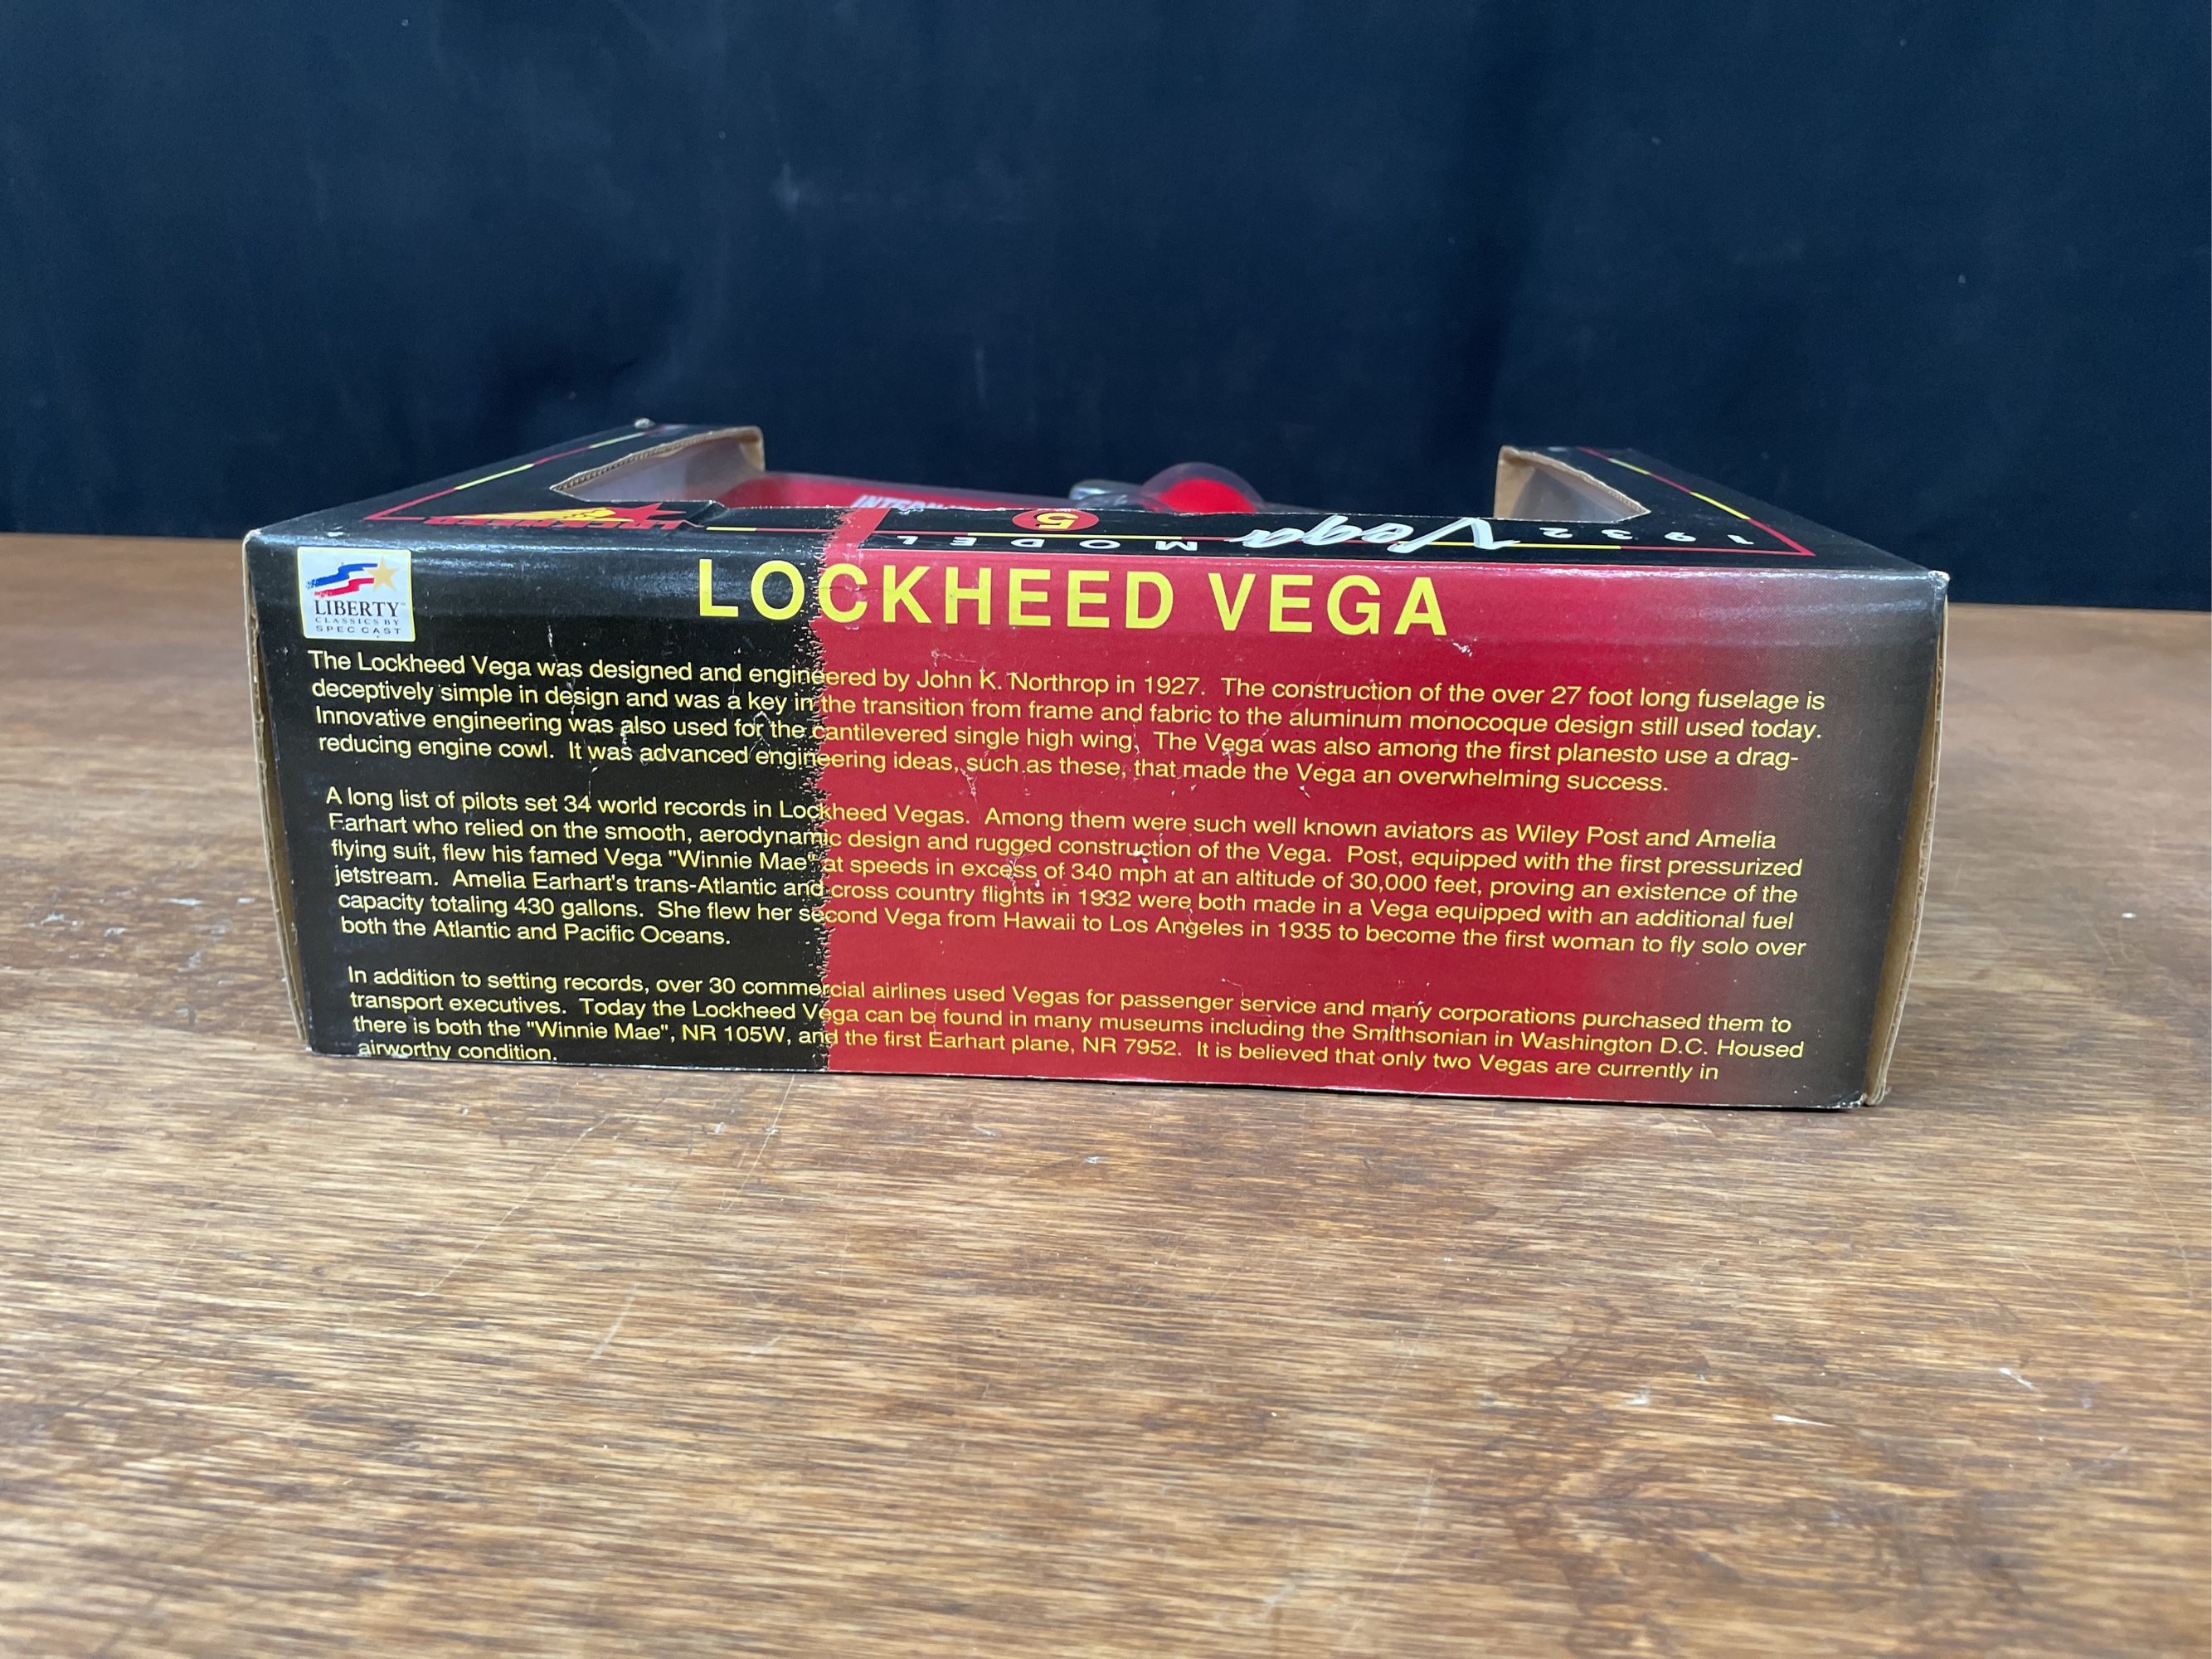 INTERN
LOCKHEED
1932 Vega MODEL 5
LIBERTY™
CLASSICS BY
SPEC CAST
LOCKHEED VEGA
The Lockheed Vega was designed and engineered by John K. Northrop in 1927. The construction of the over 27 foot long fuselage is
deceptively simple in design and was a key in the transition from frame and fabric to the aluminum monocoque design still used today.
Innovative engineering was also used for the cantilevered single high wing. The Vega was also among the first planesto use a drag-
reducing engine cowl. It was advanced engineering ideas, such as these, that made the Vega an overwhelming success.
A long list of pilots set 34 world records in Lockheed Vegas. Among them were such well known aviators as Wiley Post and Amelia
Earhart who relied on the smooth, aerodynamic design and rugged construction of the Vega. Post, equipped with the first pressurized
flying suit, flew his famed Vega "Winnie Mae" at speeds in excess of 340 mph at an altitude of 30,000 feet, proving an existence of the
jetstream. Amelia Earhart's trans-Atlantic and cross country flights in 1932 were both made in a Vega equipped with an additional fuel
capacity totaling 430 gallons. She flew her second Vega from Hawaii to Los Angeles in 1935 to become the first woman to fly solo over
both the Atlantic and Pacific Oceans.
In addition to setting records, over 30 commercial airlines used Vegas for passenger service and many corporations purchased them to
transport executives. Today the Lockheed Vega can be found in many museums including the Smithsonian in Washington D.C. Housed
there is both the "Winnie Mae", NR 105W, and the first Earhart plane, NR 7952. It is believed that only two Vegas are currently in
airworthy condition.